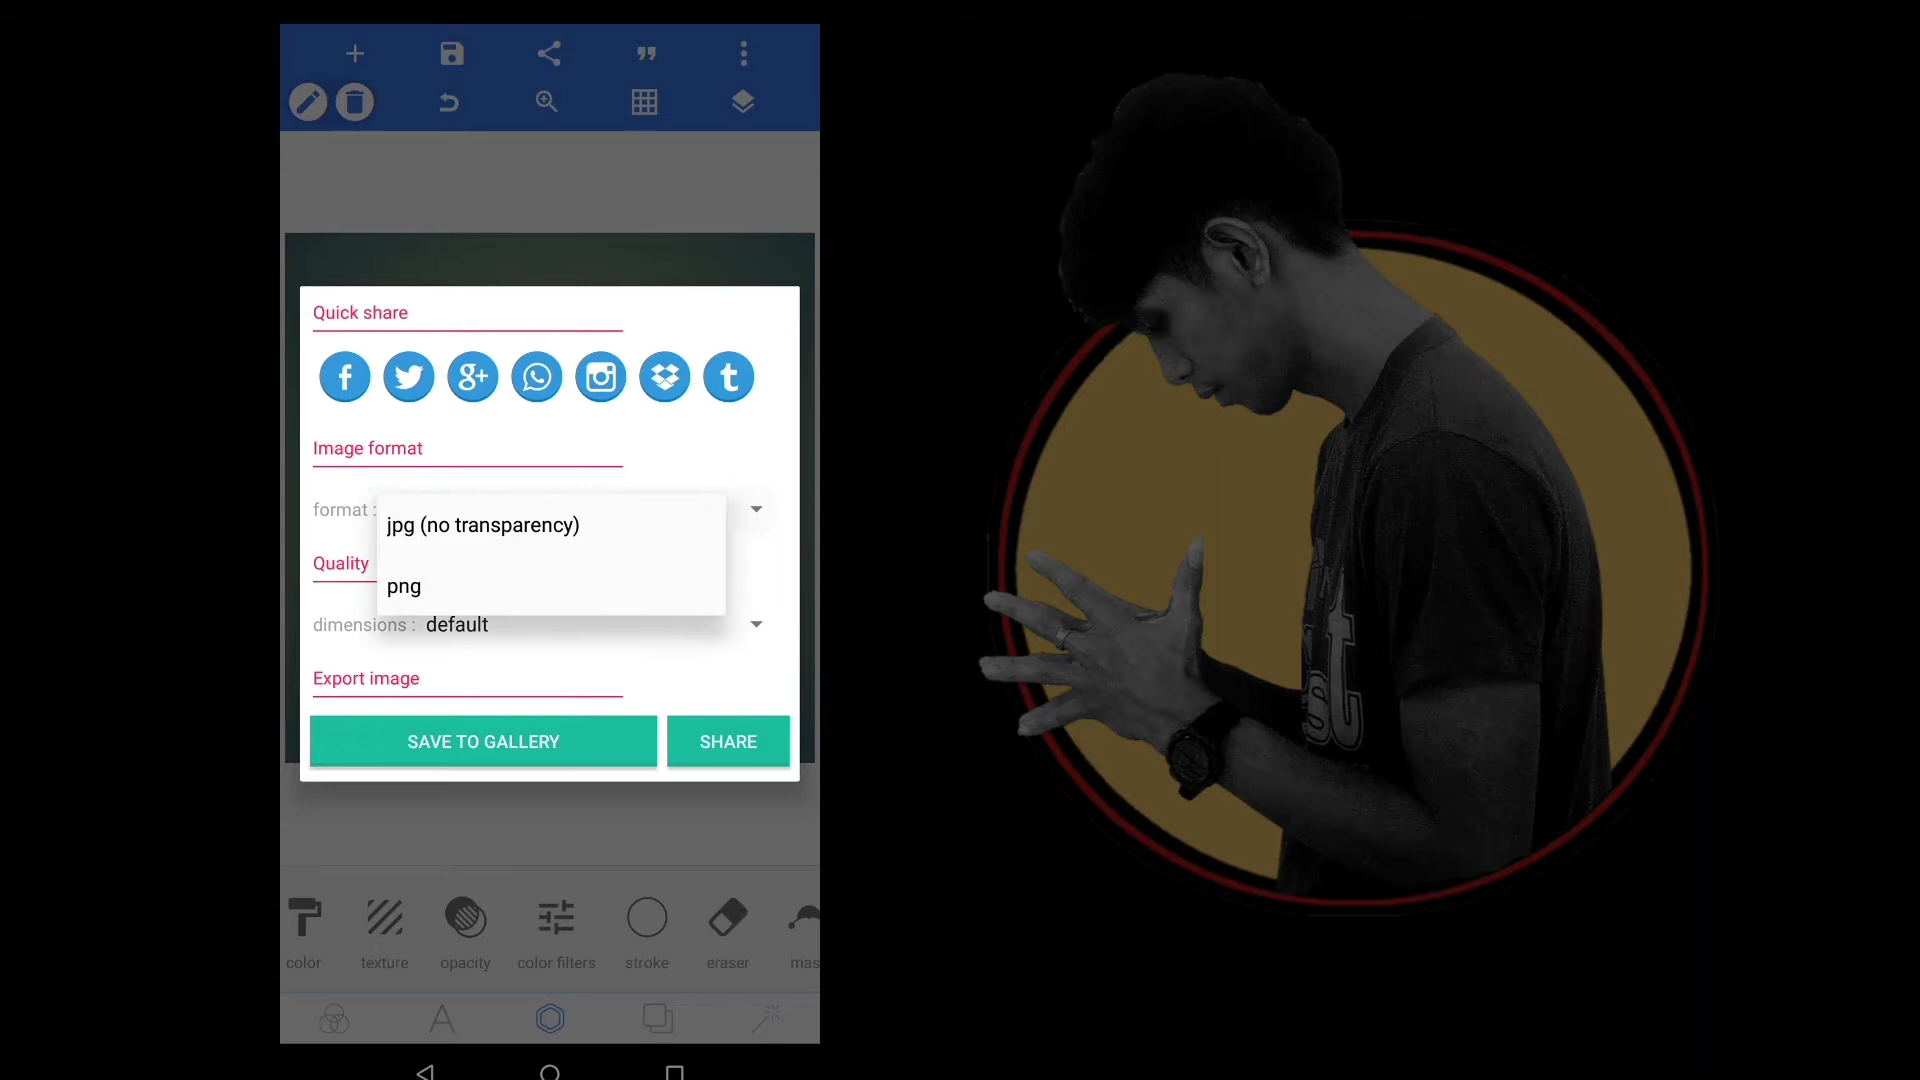 Quick share
Image format
format :
jpg (no transparency)
Quality
png
dimensions : default
Export image
SAVE TO GALLERY
SHARE
color
texture
opacity
color filters
stroke
eraser
mas